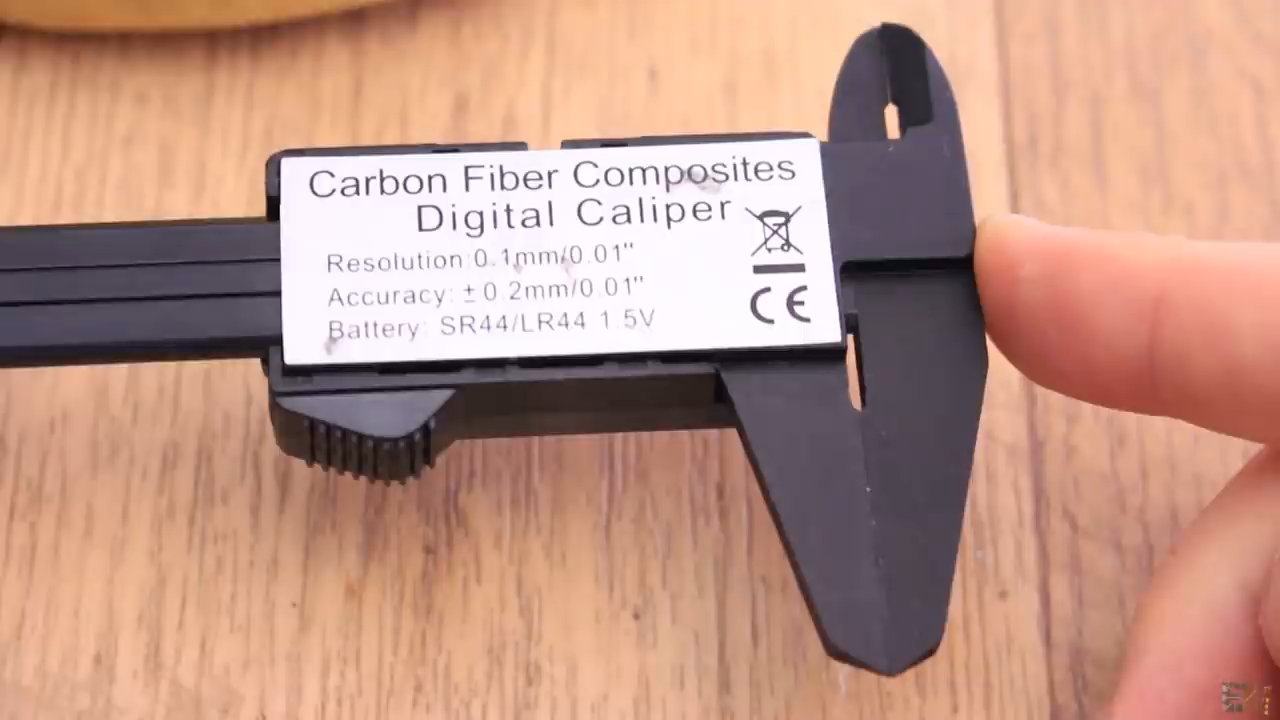 Carbon Fiber Composites
Digital Caliper
Resolution:0.1mm/0.01"
Accuracy: ±0.2mm/0.01"
Battery: SR44/LR44 1.5V
CE